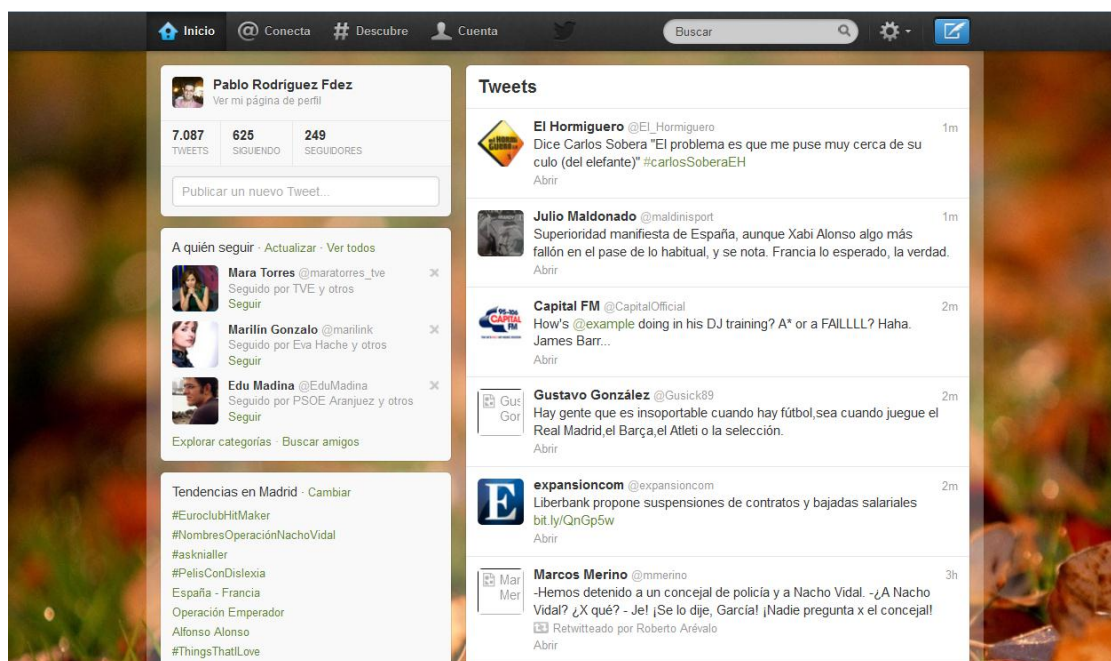 Inicio
Conecta
Descubre
Cuenta
Buscar
Pablo Rodríguez Fdez
Ver mi página de perfil
7.087 625 249
TWEETS SIGUIENDO SEGUIDORES
Publicar un nuevo Tweet...
A quién seguir · Actualizar · Ver todos
Mara Torres @maratorres_tve
Seguido por TVE y otros
Seguir
Marilín Gonzalo @marilink
Seguido por Eva Hache y otros
Seguir
Edu Madina @EduMadina
Seguido por PSOE Aranjuez y otros
Seguir
Explorar categorías · Buscar amigos
Tendencias en Madrid · Cambiar
#EuroclubHitMaker
#NombresOperaciónNachoVidal
#asknialler
#PelisConDislexia
España - Francia
Operación Emperador
Alfonso Alonso
#ThingsThatILove
Tweets
El Hormiguero @El_Hormiguero 1m
Dice Carlos Sobera "El problema es que me puse muy cerca de su
culo (del elefante)" #carlosSoberaEH
Abrir
Julio Maldonado @maldinisport 1m
Superioridad manifiesta de España, aunque Xabi Alonso algo más
fallón en el pase de lo habitual, y se nota. Francia lo esperado, la verdad.
Abrir
95-106
CAPITAL
FM
Capital FM @CapitalOfficial 2m
How's @example doing in his DJ training? A* or a FAILLLL? Haha.
James Barr...
Abrir
Gus
Gor
Gustavo González @Gusick89 2m
Hay gente que es insoportable cuando hay fútbol,sea cuando juegue el
Real Madrid,el Barça,el Atleti o la selección.
Abrir
E
expansioncom @expansioncom 2m
Liberbank propone suspensiones de contratos y bajadas salariales
bit.ly/QnGp5w
Abrir
Mar
Mer
Marcos Merino @mmerino 3h
-Hemos detenido a un concejal de policía y a Nacho Vidal. -¿A Nacho
Vidal? ¿X qué? - Je! ¡Se lo dije, García! ¡Nadie pregunta x el concejal!
Retwitteado por Roberto Arévalo
Abrir